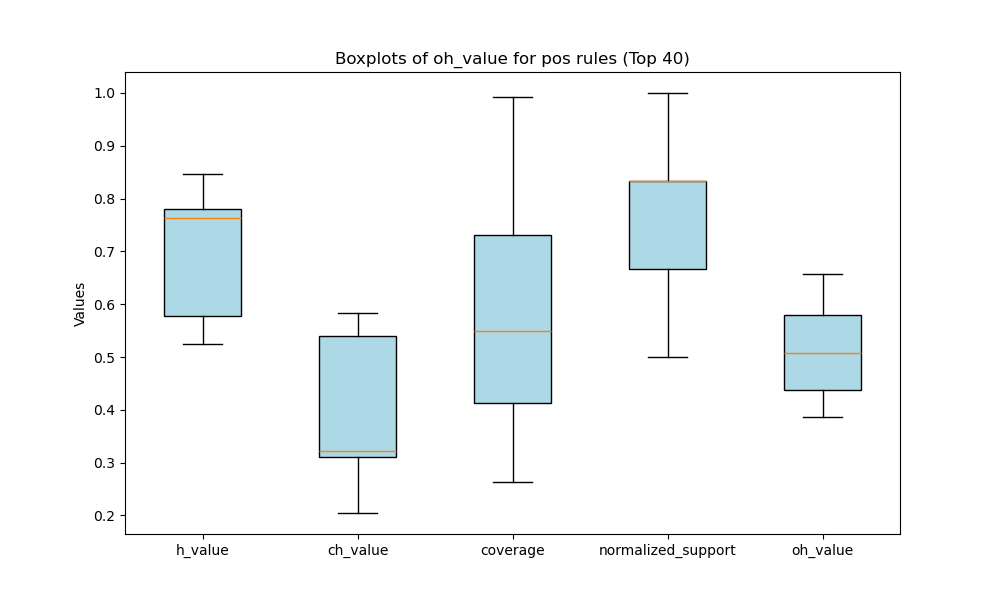 Boxplots of oh_value for pos rules (Top 40)
1.0
0.9
0.8
0.7
0.6
0.5
0.4
0.3
0.2
Values
h_value
ch_value
coverage
normalized_support
oh_value